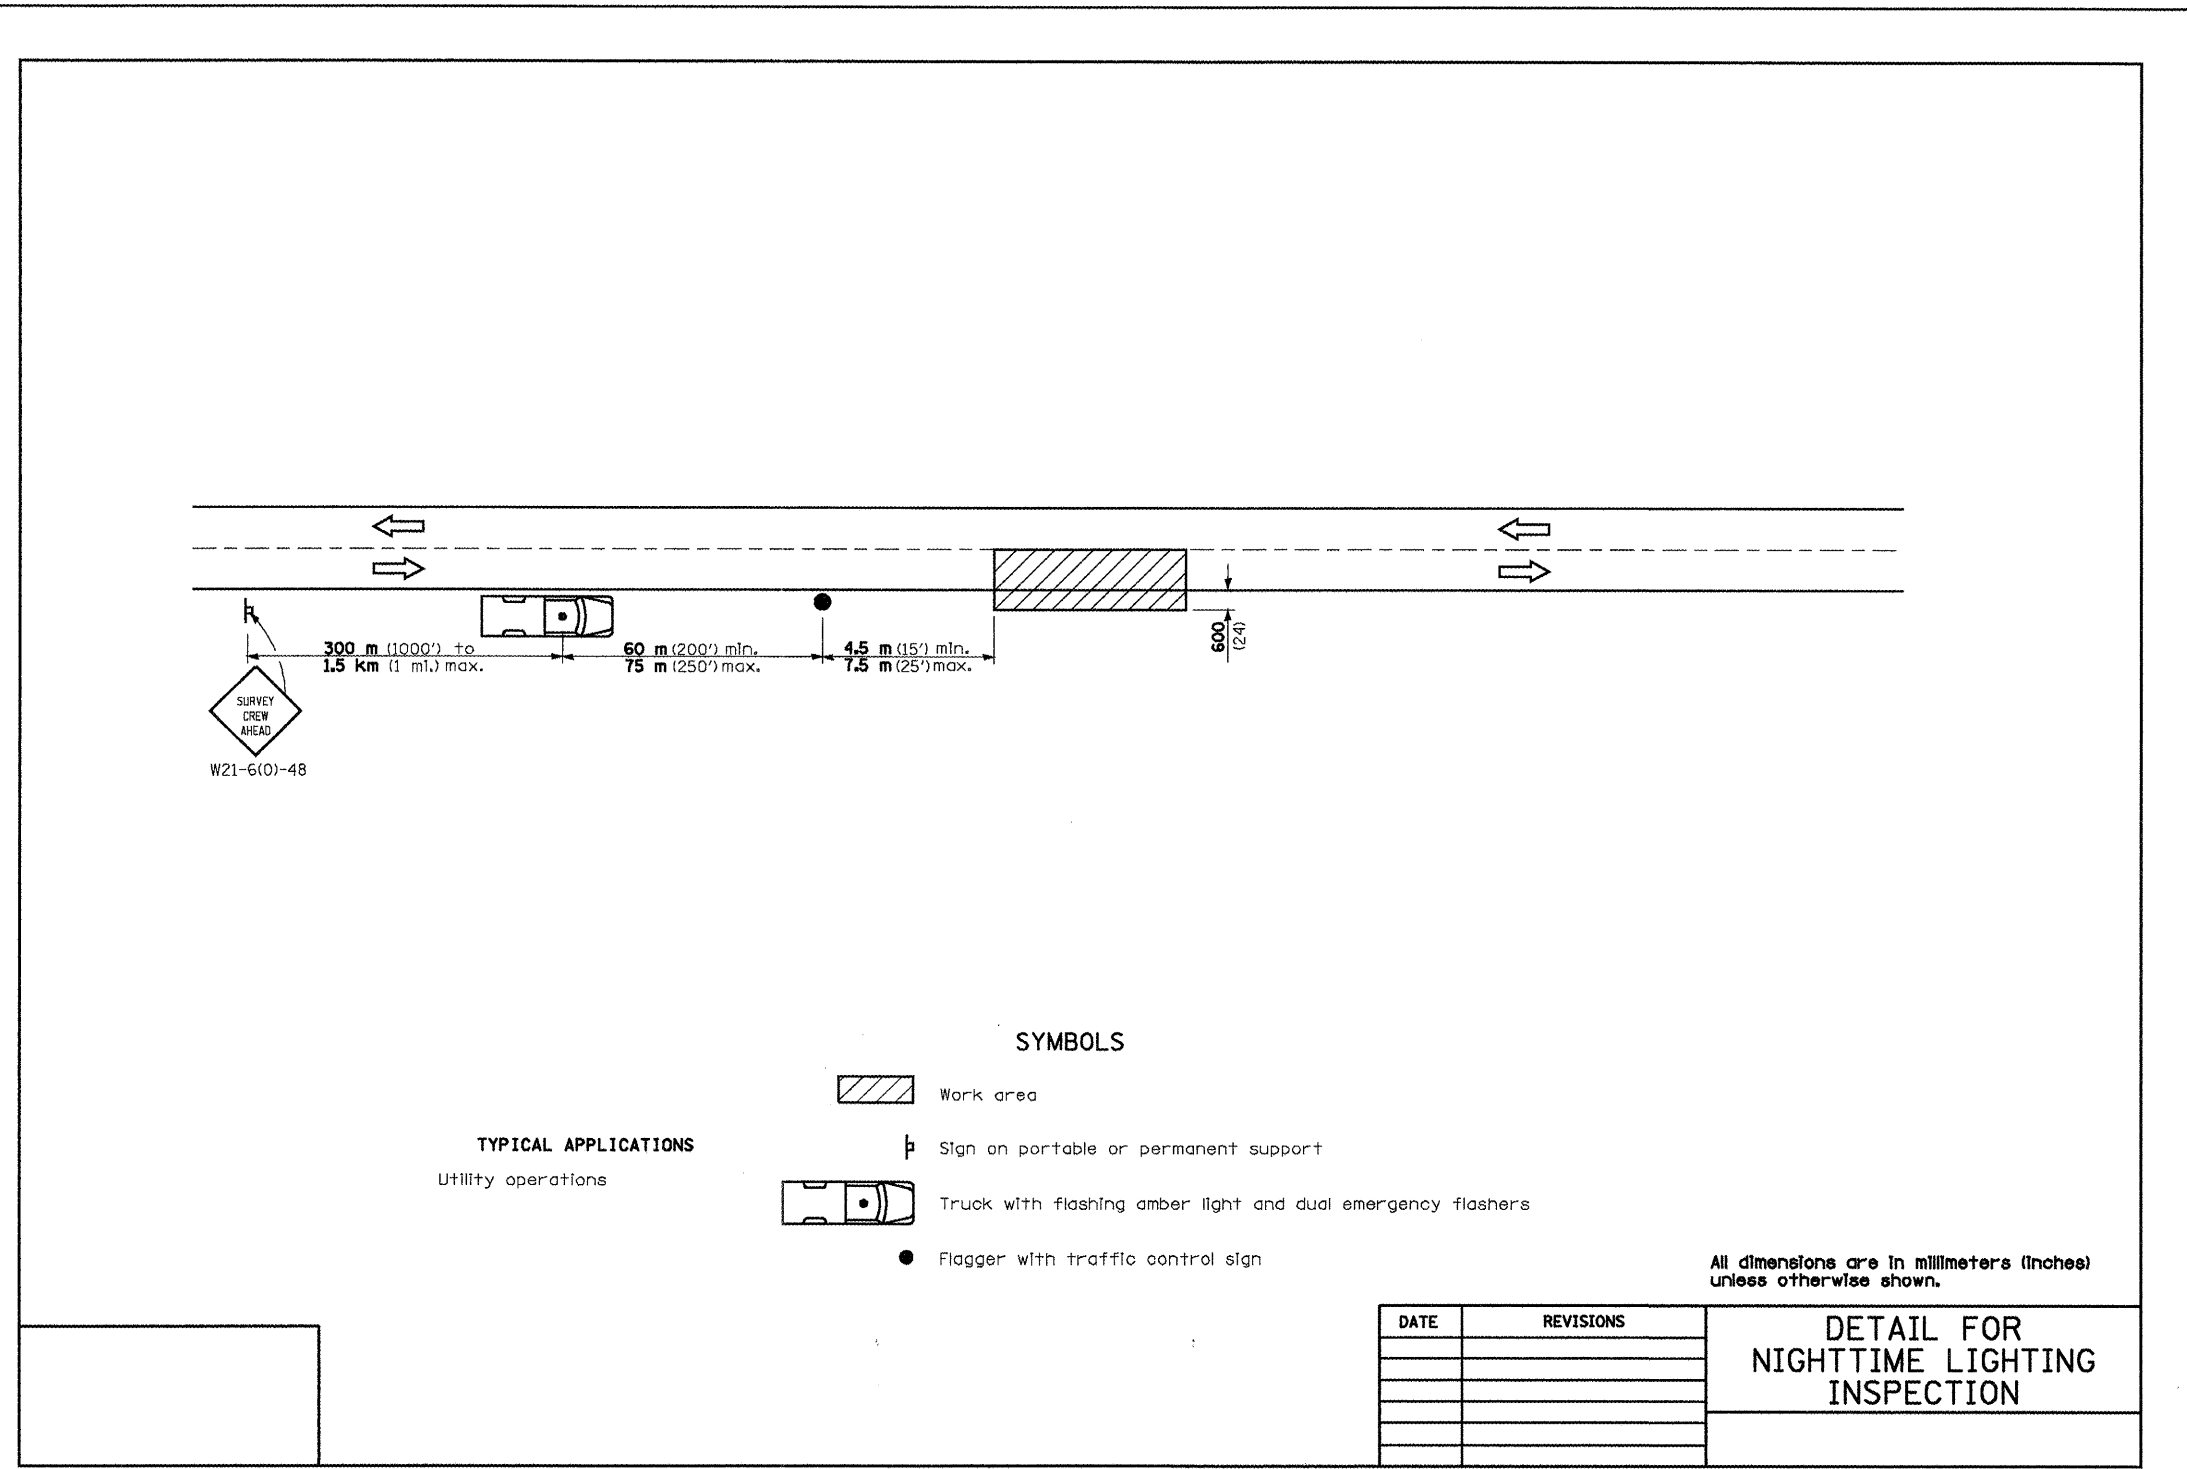 300 m (1000') to
1.5 km (1 mi.) max.
60 m (200') min.
75 m (250') max.
4.5 m (15') min.
7.5 m (25') max.
600
(24)
SURVEY
CREW
AHEAD
W21-6(O)-48
SYMBOLS
Work area
TYPICAL APPLICATIONS
Utility operations
Sign on portable or permanent support
Truck with flashing amber light and dual emergency flashers
Flagger with traffic control sign
All dimensions are in millimeters (inches)
unless otherwise shown.
DATE
REVISIONS
DETAIL FOR
NIGHTTIME LIGHTING
INSPECTION